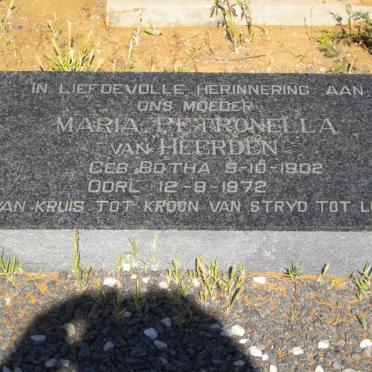 IN LIEFDEVOLLE HERINNERING AAN
ONS MOEDER
MARIA PETRONELLA
VAN HEERDEN
GEB BOTHA 9-10-1902
OORL 12-8-1972
VAN KRUIS TOT KROON VAN STRYD TOT